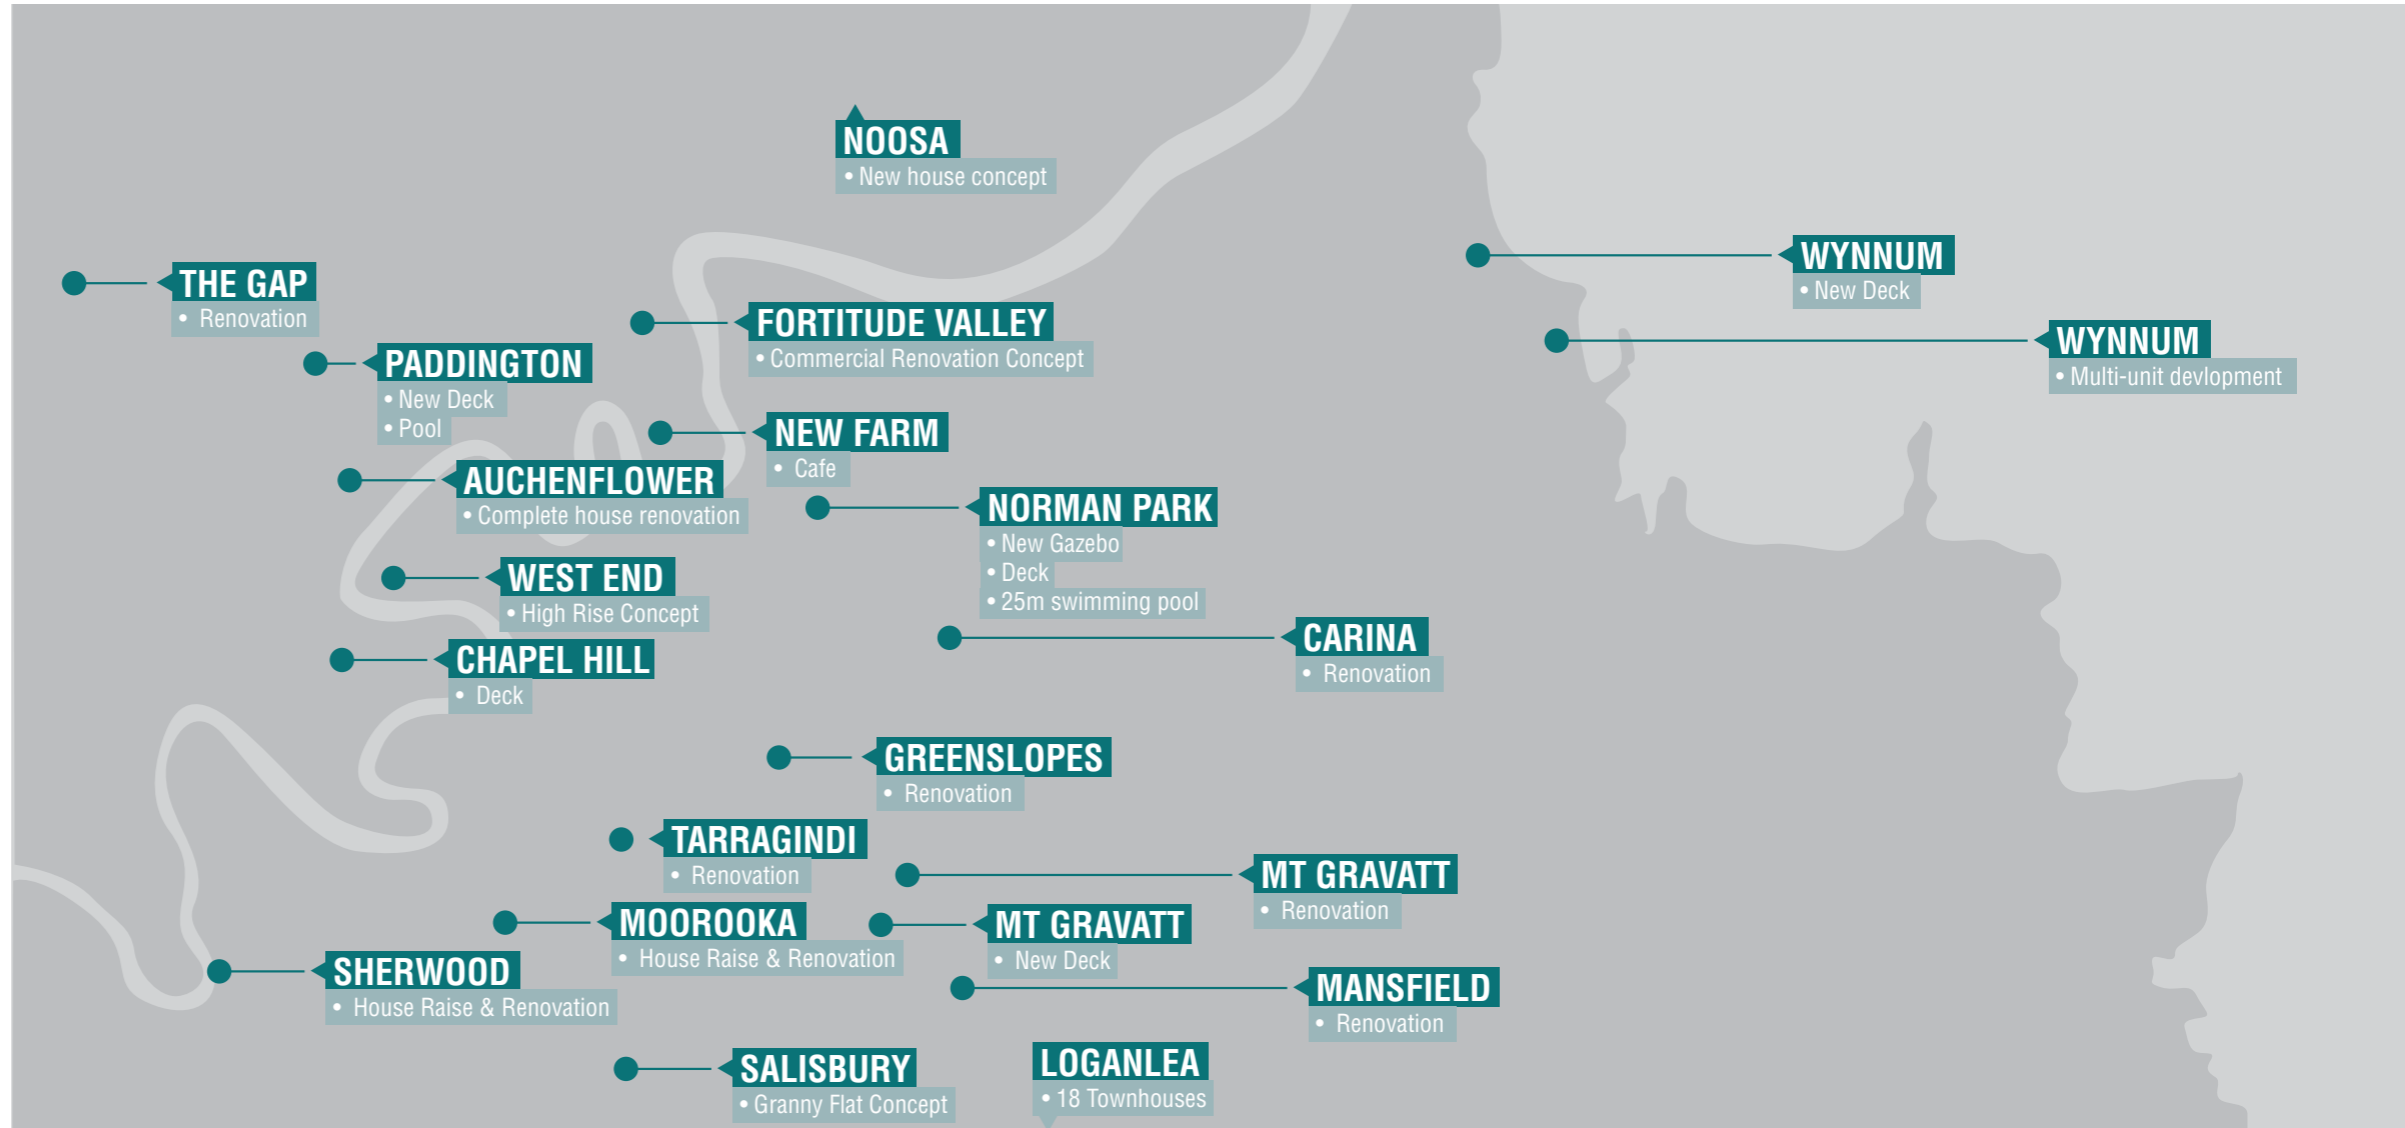 NOOSA
• New house concept
WYNNUM
• New Deck
THE GAP
• Renovation
FORTITUDE VALLEY
• Commercial Renovation Concept
WYNNUM
• Multi-unit devlopment
PADDINGTON
• New Deck
• Pool
NEW FARM
• Cafe
AUCHENFLOWER
• Complete house renovation
NORMAN PARK
• New Gazebo
• Deck
• 25m swimming pool
WEST END
• High Rise Concept
CARINA
• Renovation
CHAPEL HILL
• Deck
GREENSLOPES
• Renovation
TARRAGINDI
• Renovation
MT GRAVATT
• Renovation
MOOROOKA
• House Raise & Renovation
MT GRAVATT
• New Deck
SHERWOOD
• House Raise & Renovation
MANSFIELD
• Renovation
SALISBURY
• Granny Flat Concept
LOGANLEA
• 18 Townhouses